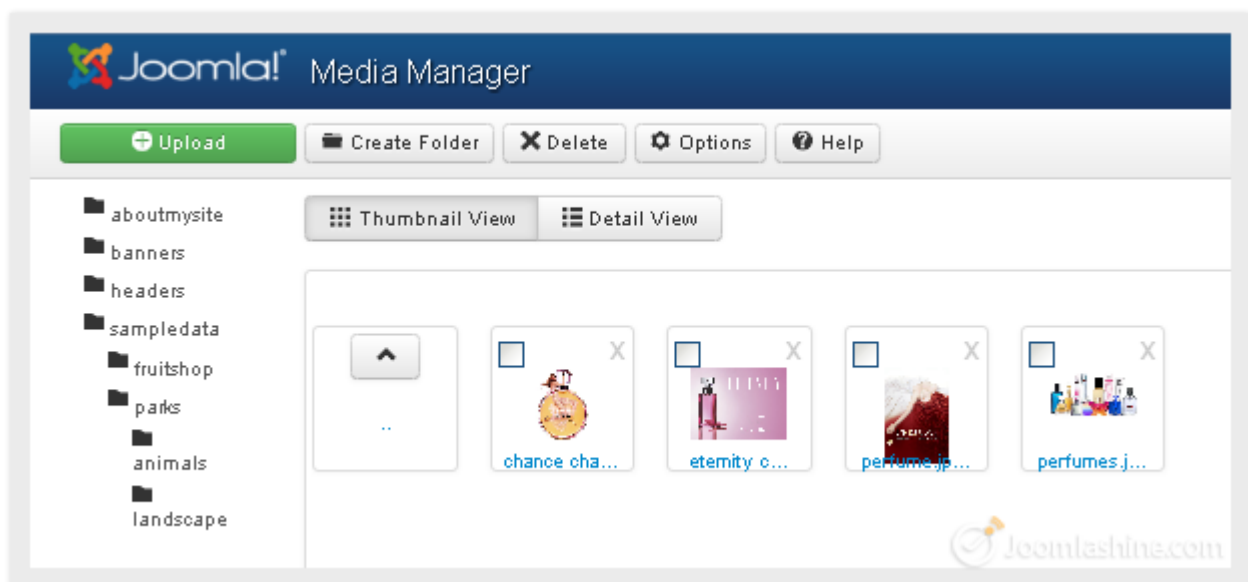 Joomla!® Media Manager
Upload Create Folder Delete Options Help
aboutmysite
banners
headers
sampledata
fruitshop
parks
animals
landscape
Thumbnail View Detail View
..
chance cha...
eternity c...
perfume.jp...
perfumes.j...
Joomlashine.com